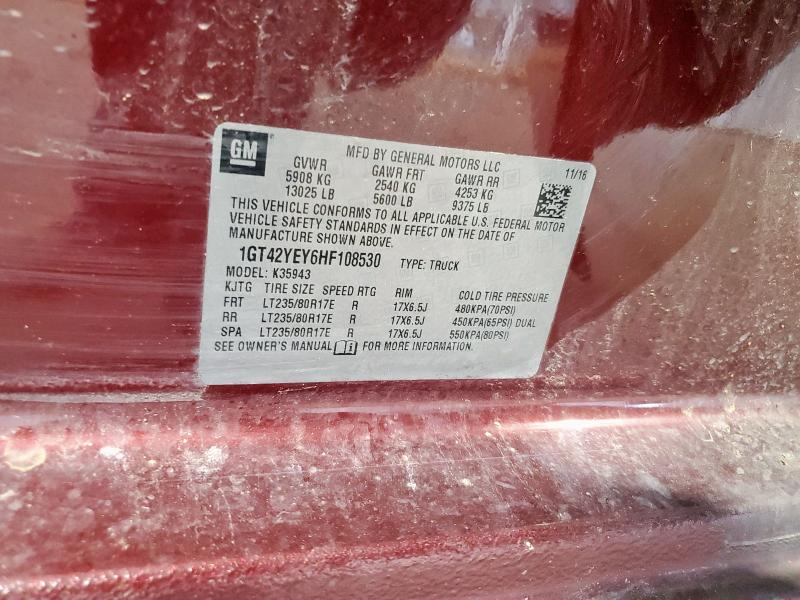 GM
MFD BY GENERAL MOTORS LLC 11/16
GVWR GAWR FRT GAWR RR
5908 KG 2540 KG 4253 KG
13025 LB 5600 LB 9375 LB
THIS VEHICLE CONFORMS TO ALL APPLICABLE U.S. FEDERAL MOTOR
VEHICLE SAFETY STANDARDS IN EFFECT ON THE DATE OF
MANUFACTURE SHOWN ABOVE.
1GT42YEY6HF108530 TYPE: TRUCK
MODEL: K35943
KJTG TIRE SIZE SPEED RTG RIM COLD TIRE PRESSURE
FRT LT235/80R17E R 17X6.5J 480KPA(70PSI)
RR LT235/80R17E R 17X6.5J 450KPA(65PSI) DUAL
SPA LT235/80R17E R 17X6.5J 550KPA(80PSI)
SEE OWNER'S MANUAL FOR MORE INFORMATION.